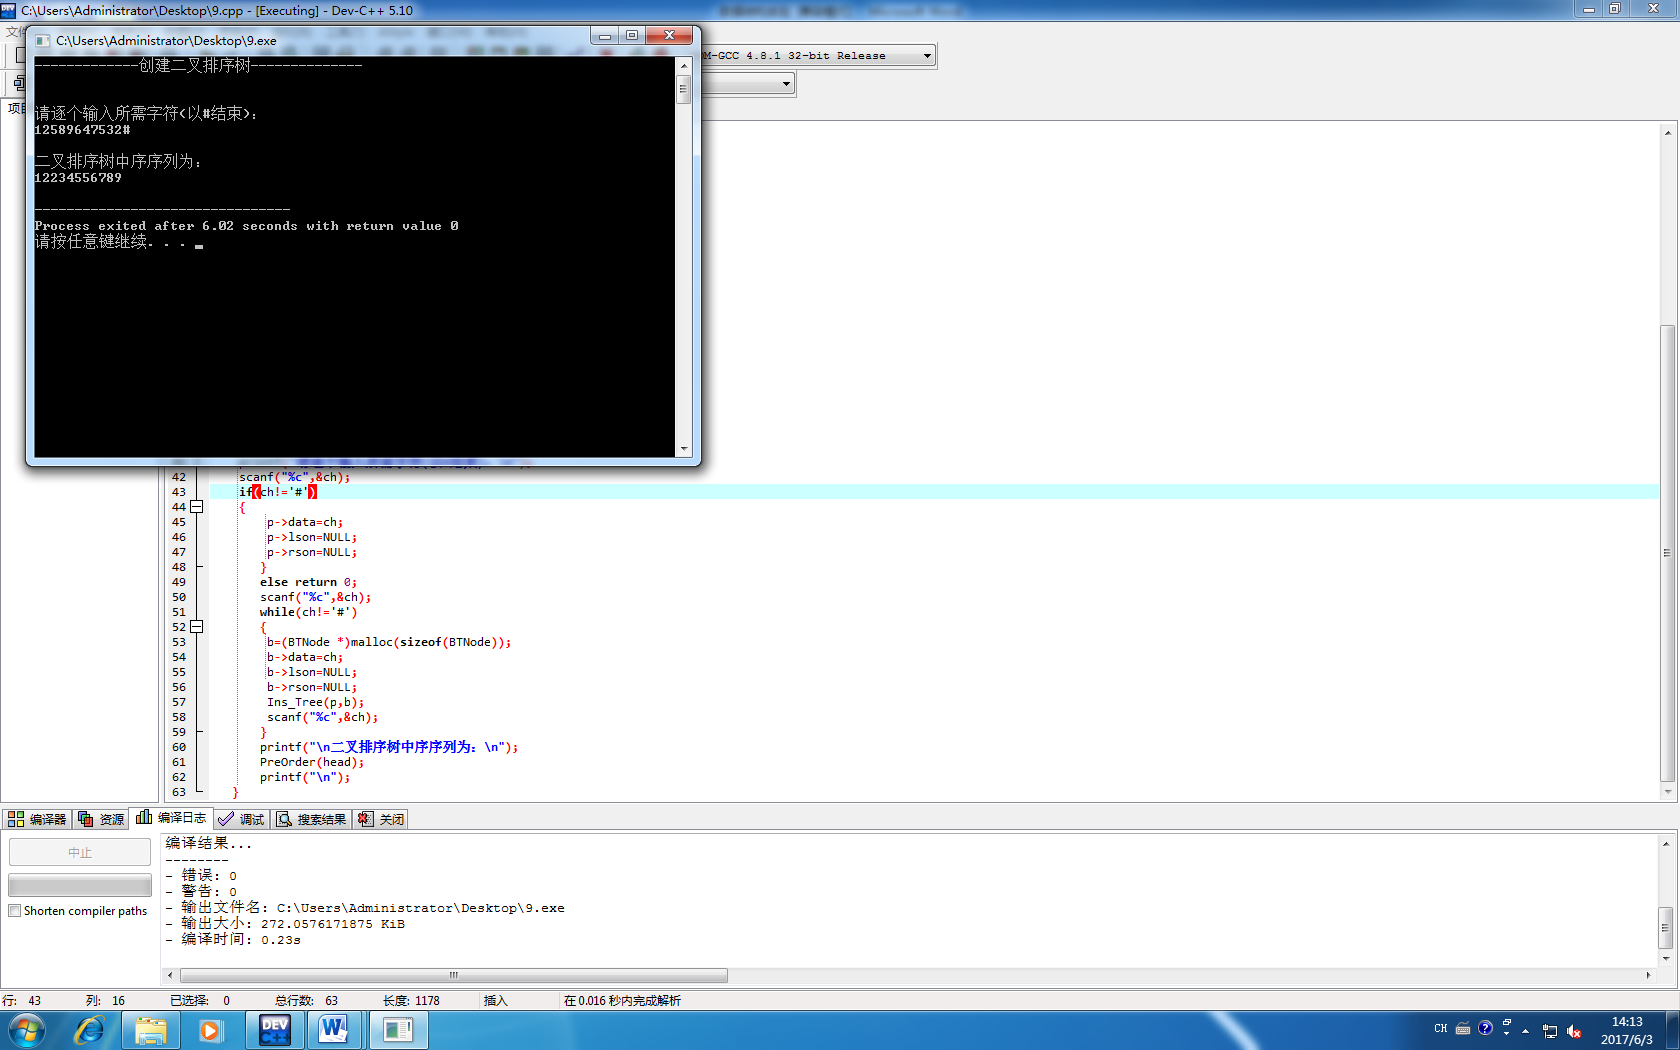 C:\Users\Administrator\Desktop\9.cpp - [Executing] - Dev-C++ 5.10
C:\Users\Administrator\Desktop\9.exe
-------------创建二叉排序树--------------
请逐个输入所需字符(以#结束):
12589647532#
二叉排序树中序序列为:
12234556789
--------------------------------
Process exited after 6.02 seconds with return value 0
请按任意键继续. . .
M-GCC 4.8.1 32-bit Release
42 scanf("%c",&ch);
43 if(ch!='#')
44 {
45 p->data=ch;
46 p->lson=NULL;
47 p->rson=NULL;
48 }
49 else return 0;
50 scanf("%c",&ch);
51 while(ch!='#')
52 {
53 b=(BTNode *)malloc(sizeof(BTNode));
54 b->data=ch;
55 b->lson=NULL;
56 b->rson=NULL;
57 Ins_Tree(p,b);
58 scanf("%c",&ch);
59 }
60 printf("\n二叉排序树中序序列为: \n");
61 PreOrder(head);
62 printf("\n");
63 }
编译器 资源 编译日志 调试 搜索结果 关闭
中止
Shorten compiler paths
编译结果...
--------
- 错误: 0
- 警告: 0
- 输出文件名: C:\Users\Administrator\Desktop\9.exe
- 输出大小: 272.0576171875 KiB
- 编译时间: 0.23s
行: 43 列: 16 已选择: 0 总行数: 63 长度: 1178 插入 在 0.016 秒内完成解析
DEV C++
CH
14:13
2017/6/3